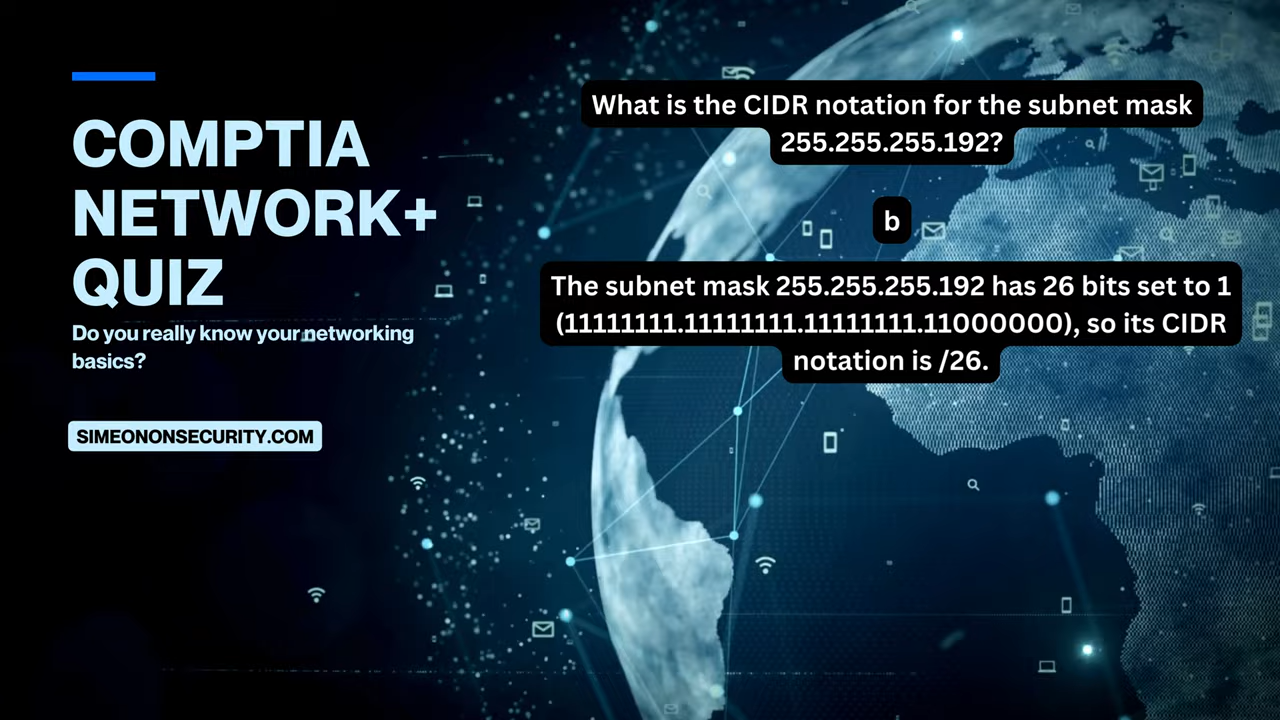 COMPTIA
NETWORK+
QUIZ
Do you really know your networking
basics?
SIMEONONSECURITY.COM
What is the CIDR notation for the subnet mask
255.255.255.192?
b
The subnet mask 255.255.255.192 has 26 bits set to 1
(11111111.11111111.11111111.11000000), so its CIDR
notation is /26.